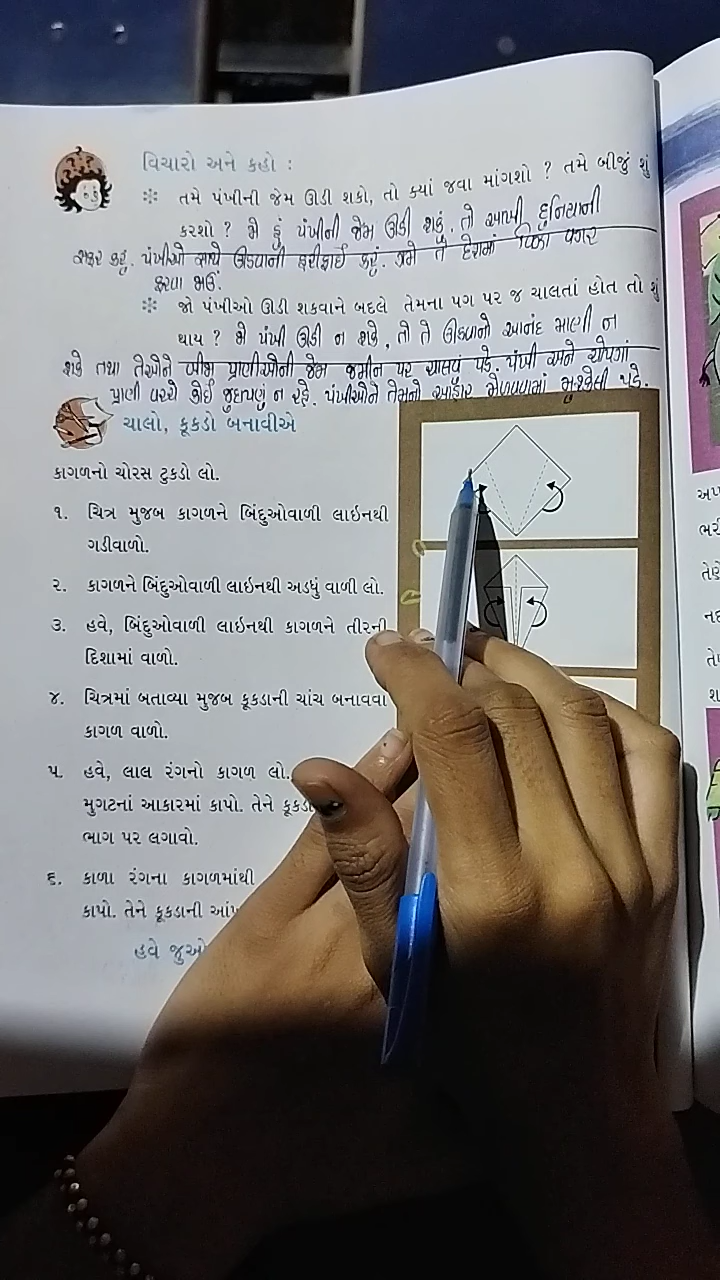 વિચારો અને કહો :
* તમે પંખીની જેમ ઊડી શકો, તો ક્યાં જવા માંગશો ? તમે બીજું શું
કરશો ? જો હું પંખીની જેમ ઊડી શકું, તો આખી દુનિયાની
સફર કરું. પંખીઓ સાથે ઊડવાની હરીફાઈ કરું. ગમે તે દેશમાં વિઝા વગર
ફરવા જાઉં.
* જો પંખીઓ ઊડી શકવાને બદલે તેમના પગ પર જ ચાલતાં હોત તો શું
થાય ? જો પંખી ઊડી ન શકે, તો તે ઊડવાનો આનંદ માણી ન
શકે તથા તેઓને બીજા પ્રાણીઓની જેમ જમીન પર ચાલવું પડે. પંખી અને ચોપગાં
પ્રાણી વચ્ચે કોઈ જુદાપણું ન રહે. પંખીઓને તેમનો આહાર મેળવવામાં મુશ્કેલી પડે.
ચાલો, કૂકડો બનાવીએ
કાગળનો ચોરસ ટુકડો લો.
૧. ચિત્ર મુજબ કાગળને બિંદુઓવાળી લાઇનથી
ગડીવાળો.
૨. કાગળને બિંદુઓવાળી લાઇનથી અડધું વાળી લો.
૩. હવે, બિંદુઓવાળી લાઇનથી કાગળને તીરની
દિશામાં વાળો.
૪. ચિત્રમાં બતાવ્યા મુજબ કૂકડાની ચાંચ બનાવવા
કાગળ વાળો.
૫. હવે, લાલ રંગનો કાગળ લો.
મુગટનાં આકારમાં કાપો. તેને કૂકડા
ભાગ પર લગાવો.
૬. કાળા રંગના કાગળમાંથી
કાપો. તેને કૂકડાની
હવે જુઓ